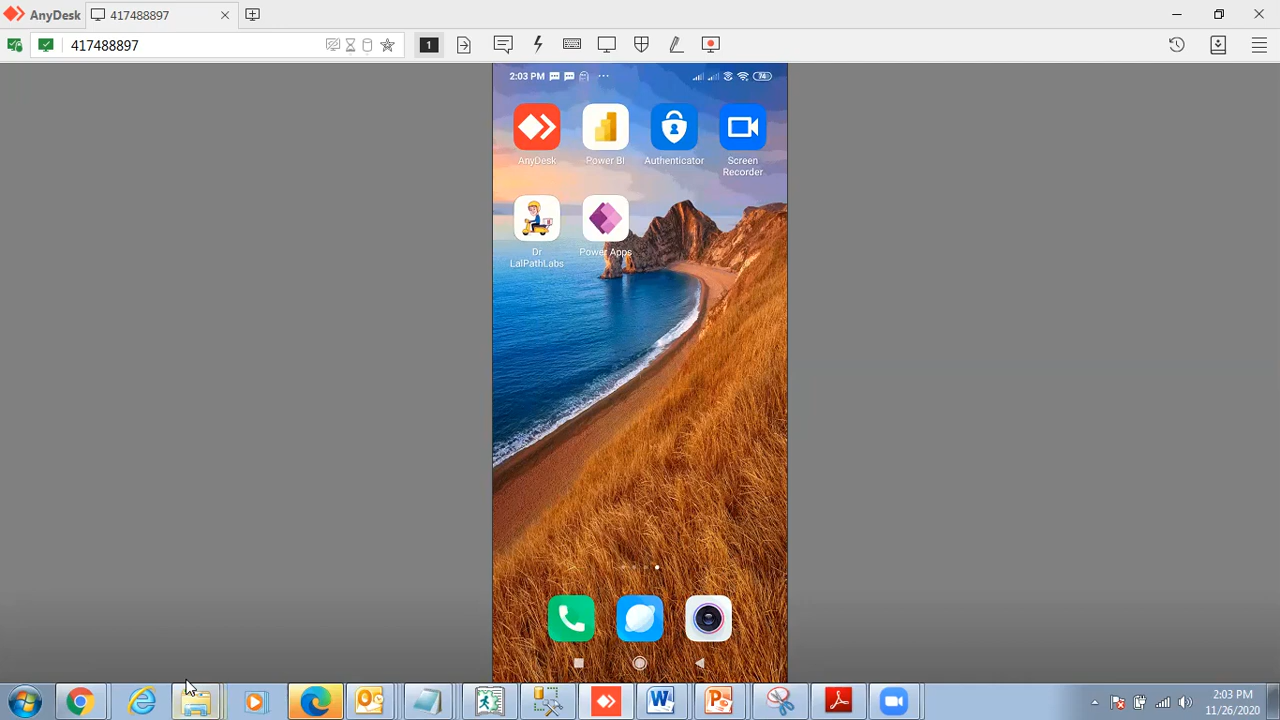 AnyDesk
417488897
417488897
1
2:03 PM
74
AnyDesk
Power BI
Authenticator
Screen
Recorder
Dr
LalPathLabs
Power Apps
2:03 PM
11/26/2020